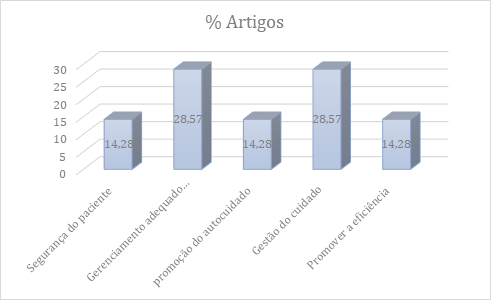 % Artigos
30
25
20
15
10
5
0
14,28
28,57
14,28
28,57
14,28
Segurança do paciente
Gerenciamento adequado...
promoção do autocuidado
Gestão do cuidado
Promover a eficiência